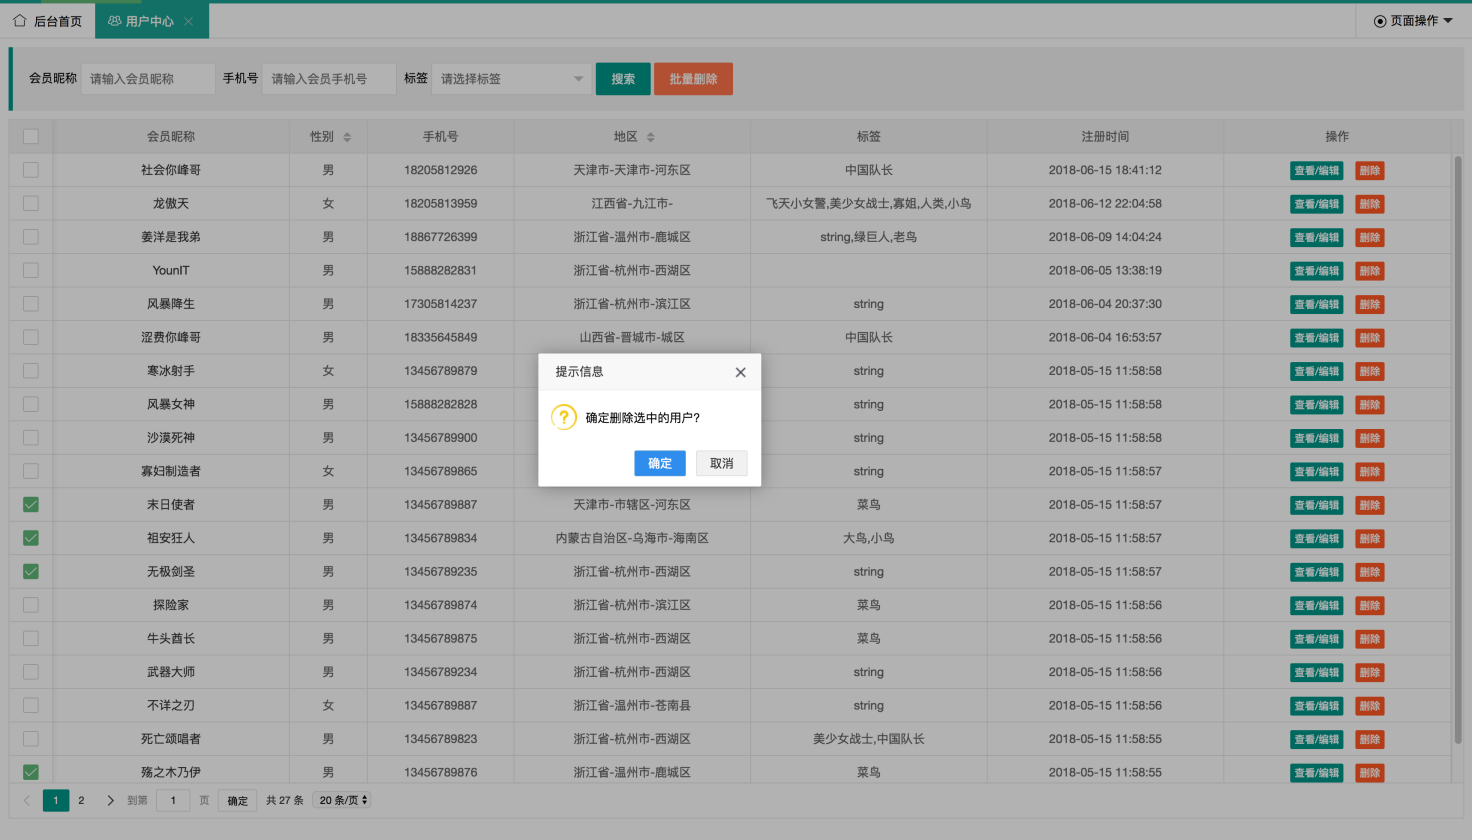 后台首页 用户中心 页面操作
会员昵称 请输入会员昵称 手机号 请输入会员手机号 标签 请选择标签 搜索 批量删除
会员昵称 性别 手机号 地区 标签 注册时间 操作
社会你峰哥 男 18205812926 天津市-天津市-河东区 中国队长 2018-06-15 18:41:12 查看/编辑 删除
龙傲天 女 18205813959 江西省-九江市- 飞天小女警,美少女战士,寡姐,人类,小鸟 2018-06-12 22:04:58 查看/编辑 删除
姜洋是我弟 男 18867726399 浙江省-温州市-鹿城区 string,绿巨人,老鸟 2018-06-09 14:04:24 查看/编辑 删除
YounIT 男 15888282831 浙江省-杭州市-西湖区 2018-06-05 13:38:19 查看/编辑 删除
风暴降生 男 17305814237 浙江省-杭州市-滨江区 string 2018-06-04 20:37:30 查看/编辑 删除
涩费你峰哥 男 18335645849 山西省-晋城市-城区 中国队长 2018-06-04 16:53:57 查看/编辑 删除
寒冰射手 女 13456789879 string 2018-05-15 11:58:58 查看/编辑 删除
风暴女神 男 15888282828 string 2018-05-15 11:58:58 查看/编辑 删除
沙漠死神 男 13456789900 string 2018-05-15 11:58:58 查看/编辑 删除
寡妇制造者 女 13456789865 string 2018-05-15 11:58:57 查看/编辑 删除
提示信息
确定删除选中的用户?
确定 取消
末日使者 男 13456789887 天津市-市辖区-河东区 菜鸟 2018-05-15 11:58:57 查看/编辑 删除
祖安狂人 男 13456789834 内蒙古自治区-乌海市-海南区 大鸟,小鸟 2018-05-15 11:58:57 查看/编辑 删除
无极剑圣 男 13456789235 浙江省-杭州市-西湖区 string 2018-05-15 11:58:57 查看/编辑 删除
探险家 男 13456789874 浙江省-杭州市-滨江区 菜鸟 2018-05-15 11:58:56 查看/编辑 删除
牛头酋长 男 13456789875 浙江省-杭州市-西湖区 菜鸟 2018-05-15 11:58:56 查看/编辑 删除
武器大师 男 13456789234 浙江省-杭州市-西湖区 string 2018-05-15 11:58:56 查看/编辑 删除
不详之刃 女 13456789887 浙江省-温州市-苍南县 string 2018-05-15 11:58:56 查看/编辑 删除
死亡颂唱者 男 13456789823 浙江省-杭州市-西湖区 美少女战士,中国队长 2018-05-15 11:58:55 查看/编辑 删除
殇之木乃伊 男 13456789876 浙江省-温州市-鹿城区 菜鸟 2018-05-15 11:58:55 查看/编辑 删除
1 2 到第 1 页 确定 共 27 条 20 条/页